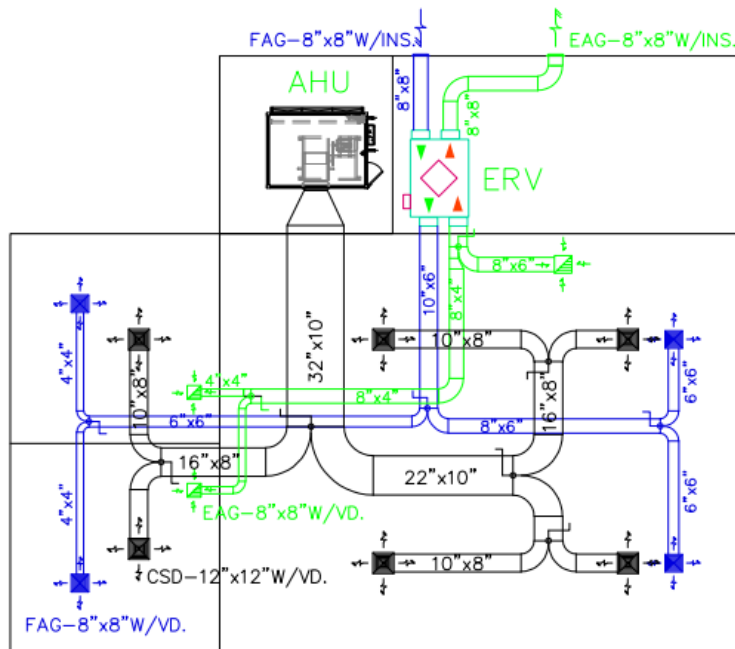 FAG-8"x8"W/INS.
EAG-8"x8"W/INS.
AHU
8"x8"
8"x8"
ERV
8"x6"
10"x6"
8"x4"
32"x10"
4"x4"
10"x8"
10"x8"
16"x8"
6"x6"
4"x4"
8"x4"
6"x6"
8"x6"
16"x8"
22"x10"
4"x4"
6"x6"
EAG-8"x8"W/VD.
10"x8"
CSD-12"x12"W/VD.
FAG-8"x8"W/VD.